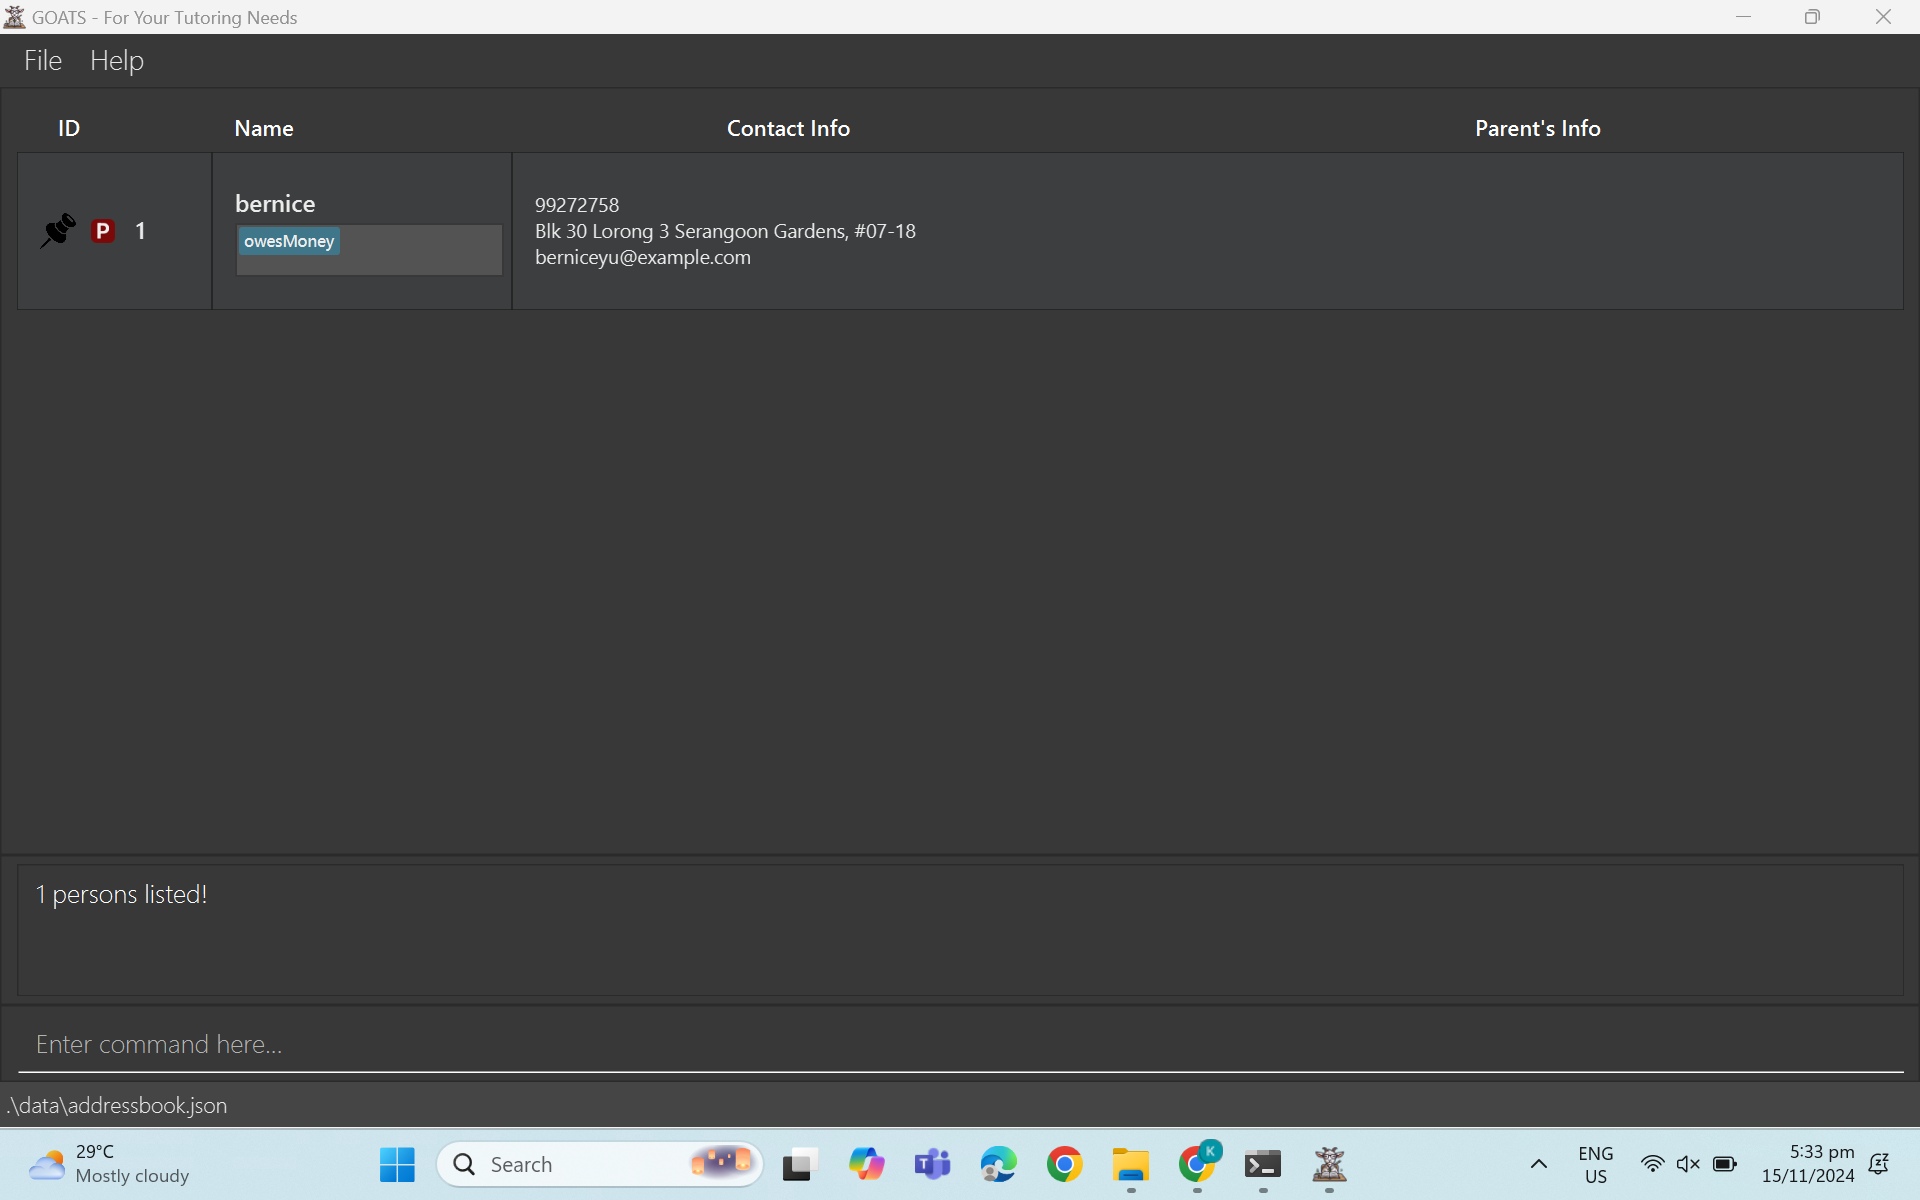 GOATS - For Your Tutoring Needs
File Help
ID Name Contact Info Parent's Info
P 1
bernice
owesMoney
99272758
Blk 30 Lorong 3 Serangoon Gardens, #07-18
berniceyu@example.com
1 persons listed!
Enter command here...
.\data\addressbook.json
29°C
Mostly cloudy
Search
T
K
ENG
US
5:33 pm
15/11/2024